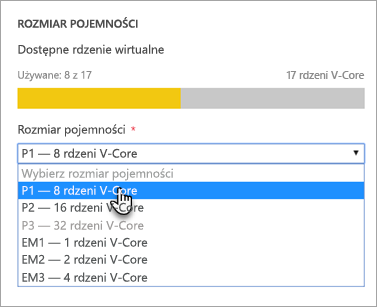 ROZMIAR POJEMNOŚCI
Dostępne rdzenie wirtualne
Używane: 8 z 17 17 rdzeni V-Core
Rozmiar pojemności *
P1 — 8 rdzeni V-Core
Wybierz rozmiar pojemności
P1 — 8 rdzeni V-Core
P2 — 16 rdzeni V-Core
P3 — 32 rdzeni V-Core
EM1 — 1 rdzeni V-Core
EM2 — 2 rdzeni V-Core
EM3 — 4 rdzeni V-Core